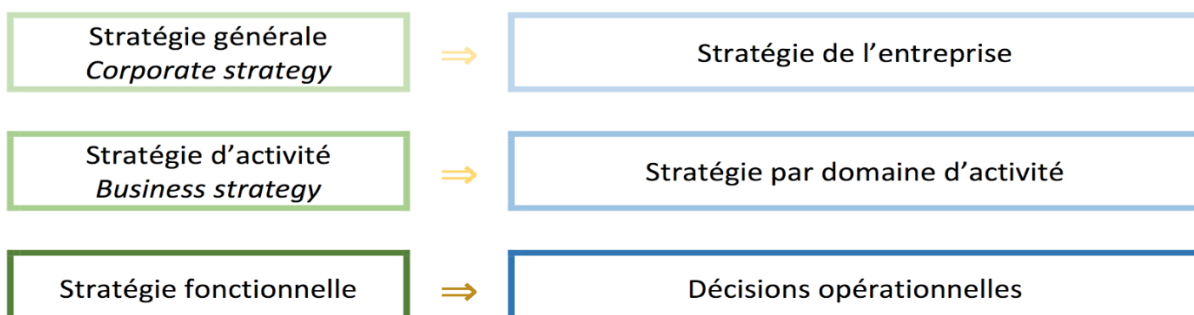 Stratégie générale
Corporate strategy
⇒
Stratégie de l’entreprise
Stratégie d’activité
Business strategy
⇒
Stratégie par domaine d’activité
Stratégie fonctionnelle
⇒
Décisions opérationnelles